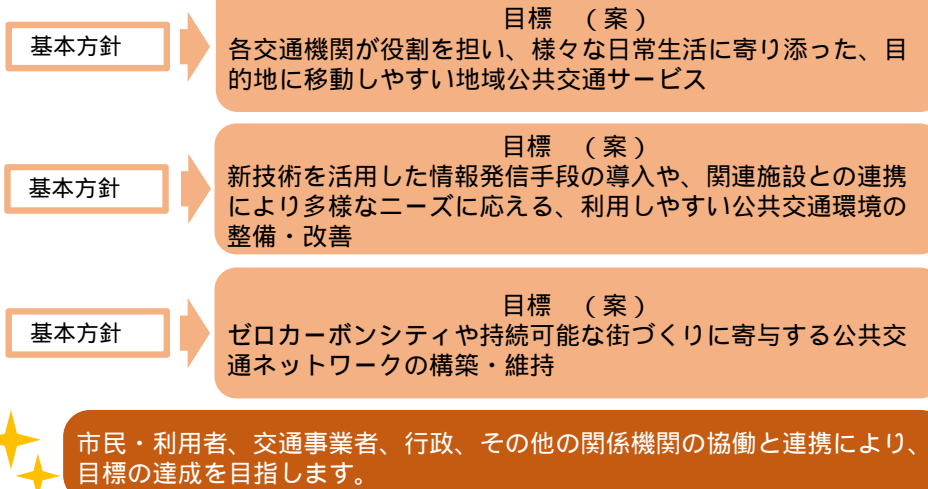 基本方針
目標　（案）
各交通機関が役割を担い、様々な日常生活に寄り添った、目
的地に移動しやすい地域公共交通サービス
基本方針
目標　（案）
新技術を活用した情報発信手段の導入や、関連施設との連携
により多様なニーズに応える、利用しやすい公共交通環境の
整備・改善
基本方針
目標　（案）
ゼロカーボンシティや持続可能な街づくりに寄与する公共交
通ネットワークの構築・維持
市民・利用者、交通事業者、行政、その他の関係機関の協働と連携により、
目標の達成を目指します。